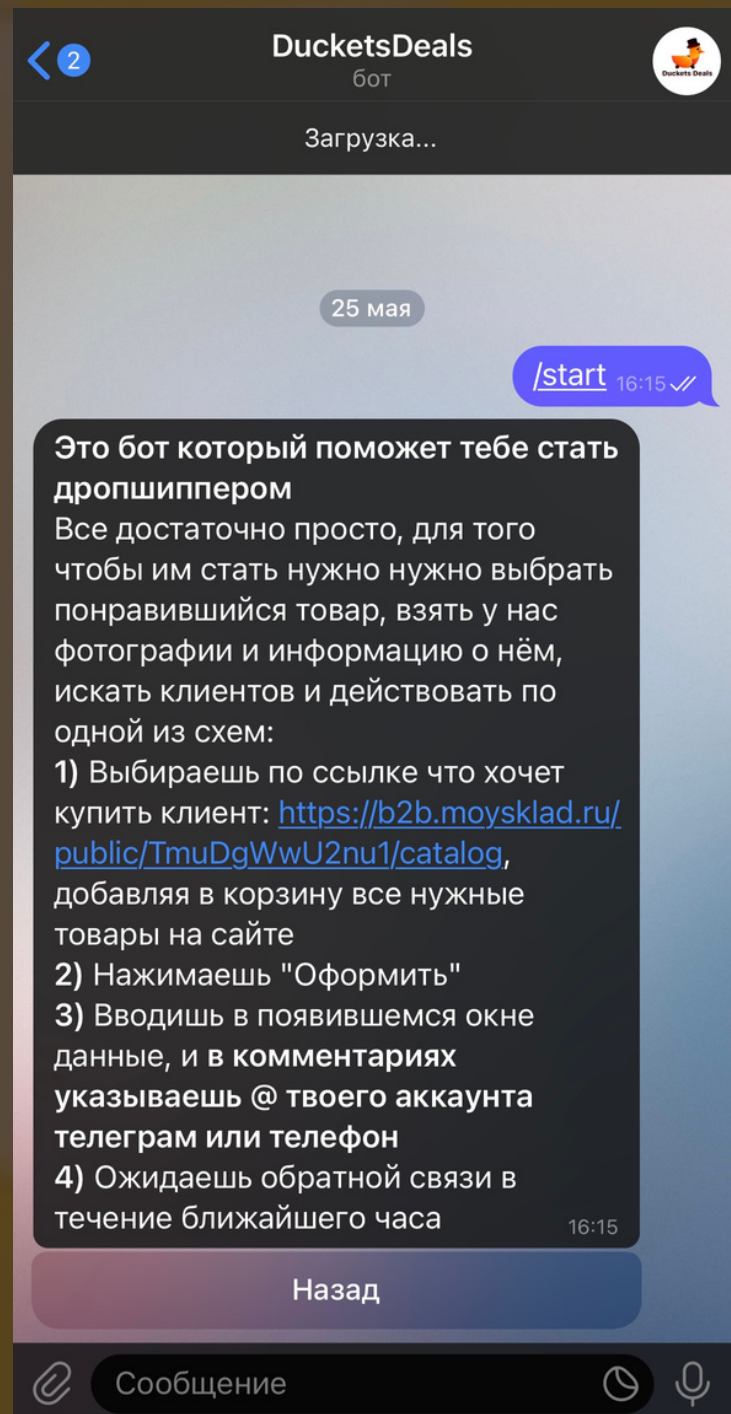 2
DucketsDeals
бот
Duckets Deals
Загрузка...
25 мая
/start 16:15
Это бот который поможет тебе стать
дропшиппером
Все достаточно просто, для того
чтобы им стать нужно нужно выбрать
понравившийся товар, взять у нас
фотографии и информацию о нём,
искать клиентов и действовать по
одной из схем:
1) Выбираешь по ссылке что хочет
купить клиент: https://b2b.moysklad.ru/
public/TmuDgWwU2nu1/catalog,
добавляя в корзину все нужные
товары на сайте
2) Нажимаешь "Оформить"
3) Вводишь в появившемся окне
данные, и в комментариях
указываешь @ твоего аккаунта
телеграм или телефон
4) Ожидаешь обратной связи в
течение ближайшего часа 16:15
Назад
Сообщение